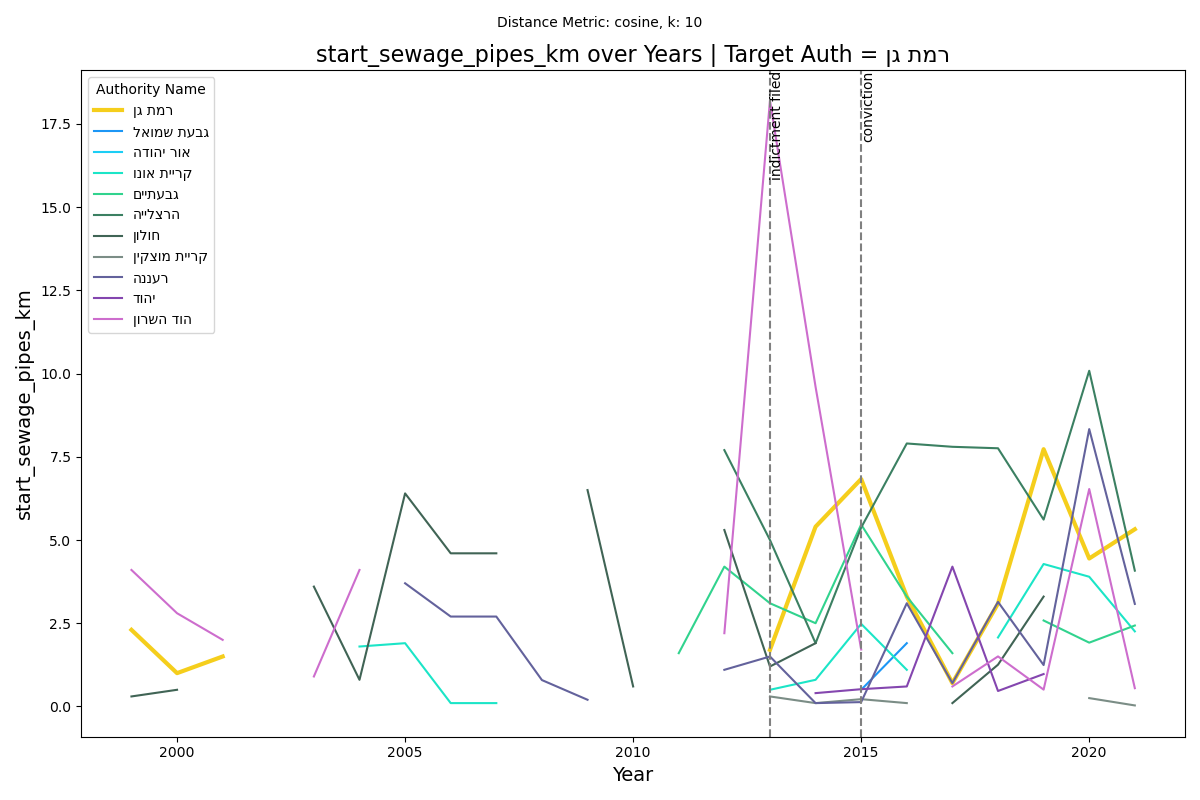 Distance Metric: cosine, k: 10
start_sewage_pipes_km over Years | Target Auth = רמת גן
Authority Name
רמת גן
גבעת שמואל
אור יהודה
קריית אונו
גבעתיים
הרצלייה
חולון
קריית מוצקין
רעננה
יהוד
הוד השרון
indictment filed
conviction
start_sewage_pipes_km
17.5
15.0
12.5
10.0
7.5
5.0
2.5
0.0
2000
2005
2010
2015
2020
Year